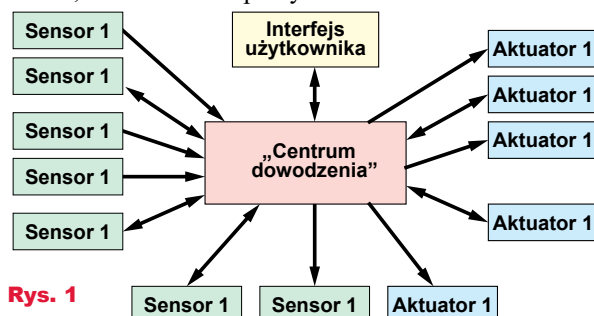 Sensor 1
Interfejs
użytkownika
Aktuator 1
Sensor 1
Aktuator 1
Sensor 1
„Centrum
dowodzenia”
Aktuator 1
Sensor 1
Sensor 1
Aktuator 1
Rys. 1
Sensor 1
Sensor 1
Aktuator 1